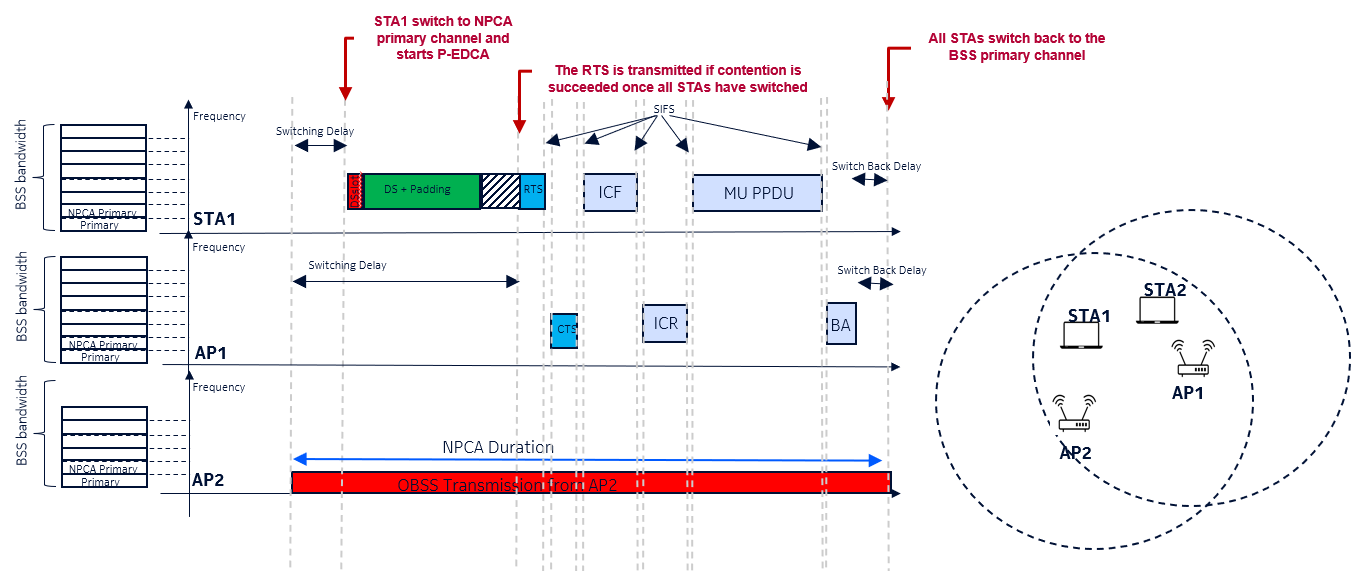 STA1 switch to NPCA
primary channel and
starts P-EDCA
All STAs switch back to the
BSS primary channel
The RTS is transmitted if contention is
succeeded once all STAs have switched
SIFS
Frequency
Switching Delay
BSS bandwidth
Switch Back Delay
DS + Padding
RTS
ICF
MU PPDU
NPCA Primary
Primary
STA1
Frequency
Switching Delay
BSS bandwidth
Switch Back Delay
CTS
ICR
BA
NPCA Primary
Primary
AP1
Frequency
BSS bandwidth
NPCA Duration
NPCA Primary
Primary
AP2
OBSS Transmission from AP2
STA2
STA1
AP1
AP2